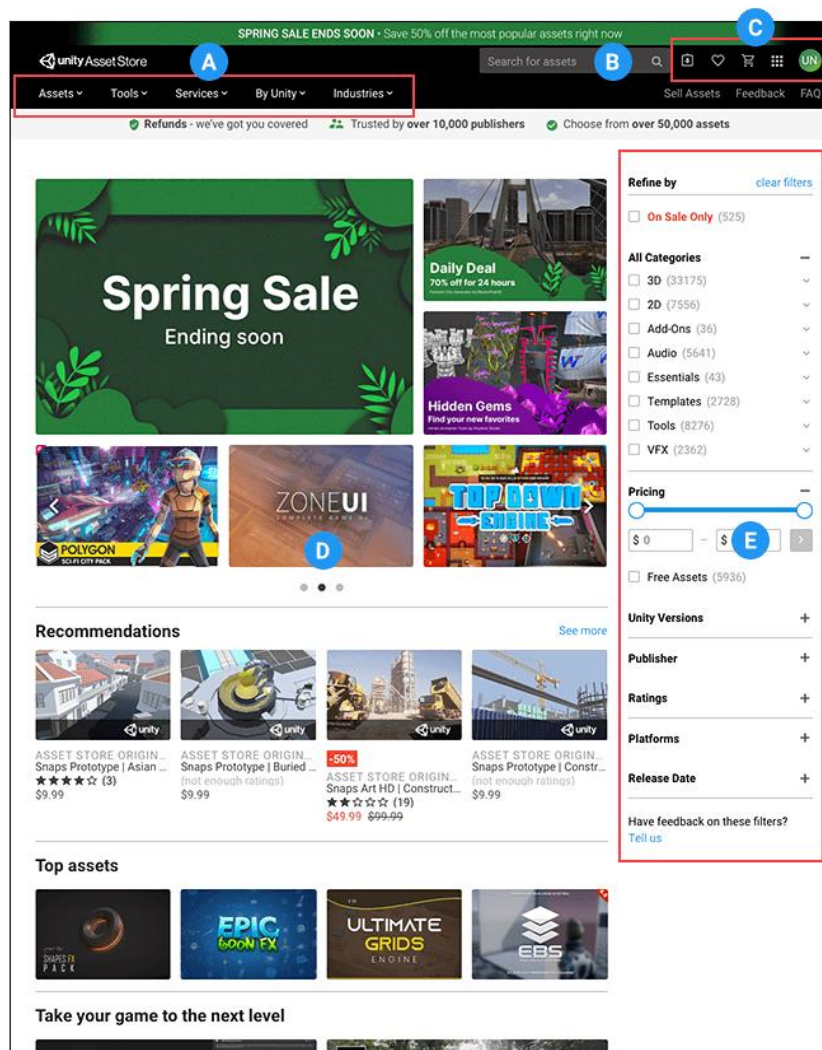 SPRING SALE ENDS SOON • Save 50% off the most popular assets right now
C
unity Asset Store
A
Search for assets
B
UN
Assets
Tools
Services
By Unity
Industries
Sell Assets
Feedback
FAQ
Refunds - we've got you covered
Trusted by over 10,000 publishers
Choose from over 50,000 assets
Spring Sale
Ending soon
Daily Deal
70% off for 24 hours
Hidden Gems
Find your new favorites
POLYGON
SCI-FI CITY PACK
ZONEUI
COMPLETE GAME UI
D
TOP DOWN
ENGINE
Refine by
clear filters
On Sale Only (525)
All Categories
3D (33175)
2D (7556)
Add-Ons (36)
Audio (5641)
Essentials (43)
Templates (2728)
Tools (8276)
VFX (2362)
Pricing
$ 0 – $
E
Free Assets (5936)
Unity Versions
Publisher
Ratings
Platforms
Release Date
Have feedback on these filters?
Tell us
Recommendations
See more
unity
unity
unity
unity
ASSET STORE ORIGIN...
Snaps Prototype | Asian ...
(3)
$9.99
ASSET STORE ORIGIN...
Snaps Prototype | Buried ...
(not enough ratings)
$9.99
-50%
ASSET STORE ORIGIN...
Snaps Art HD | Construct...
(19)
$49.99 $99.99
ASSET STORE ORIGIN...
Snaps Prototype | Constr...
(not enough ratings)
$9.99
Top assets
SHAPES FX
PACK
EPIC
TOON FX
ULTIMATE
GRIDS
ENGINE
EBS
Take your game to the next level